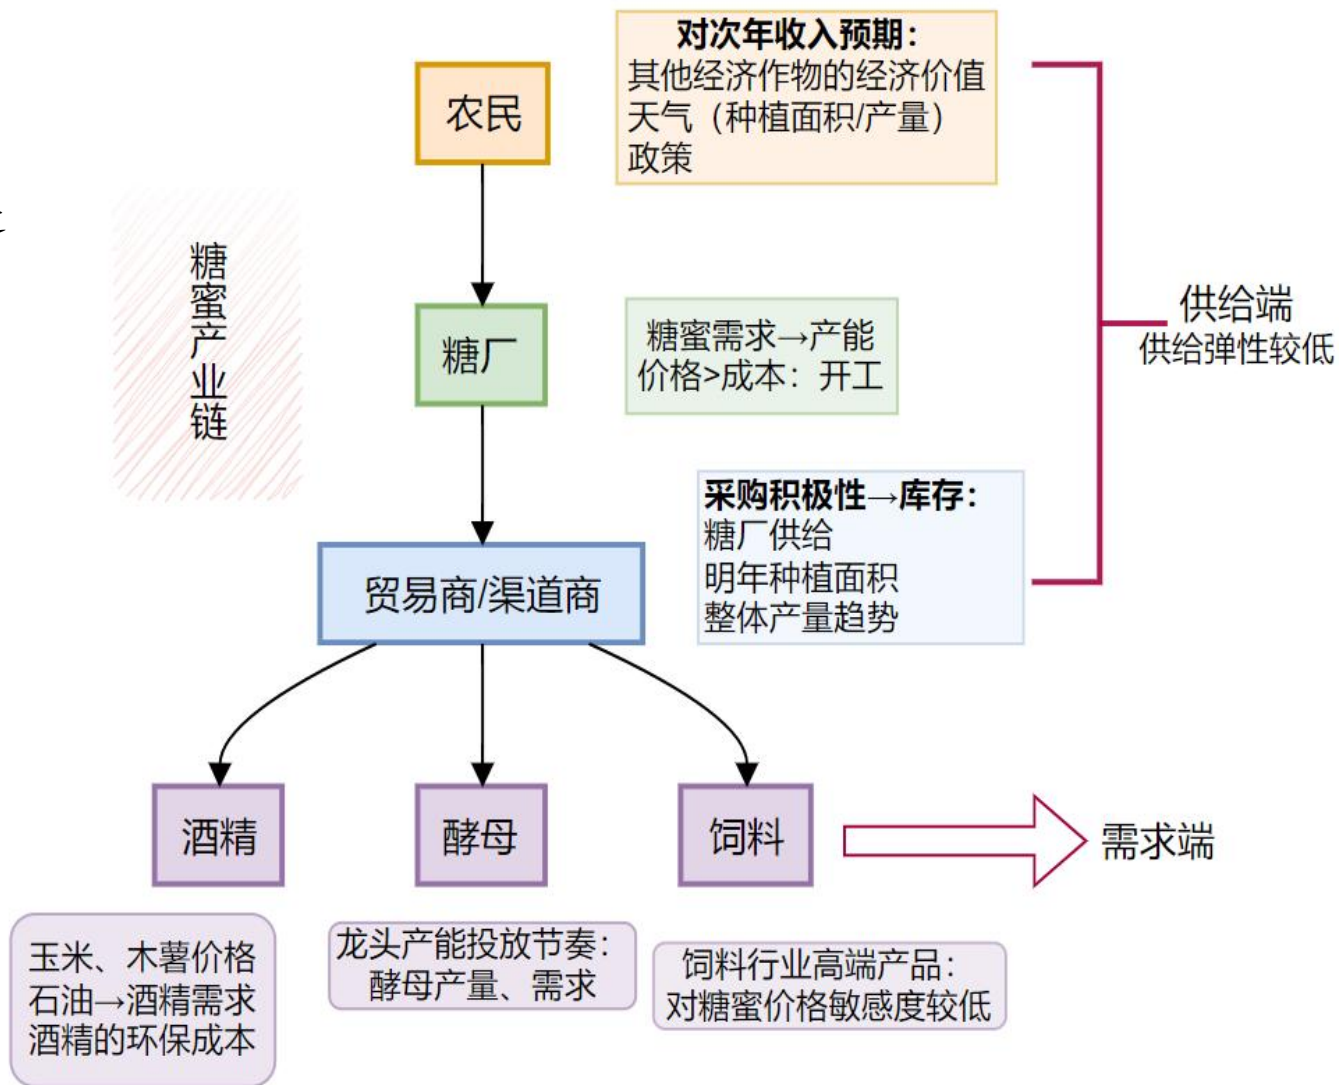 对次年收入预期：
其他经济作物的经济价值
天气（种植面积/产量）
政策
农民
糖蜜产业链
糖厂
糖蜜需求→产能
价格>成本：开工
供给端
供给弹性较低
采购积极性→库存：
糖厂供给
明年种植面积
整体产量趋势
贸易商/渠道商
酒精
酵母
饲料
需求端
玉米、木薯价格
石油→酒精需求
酒精的环保成本
龙头产能投放节奏：
酵母产量、需求
饲料行业高端产品：
对糖蜜价格敏感度较低